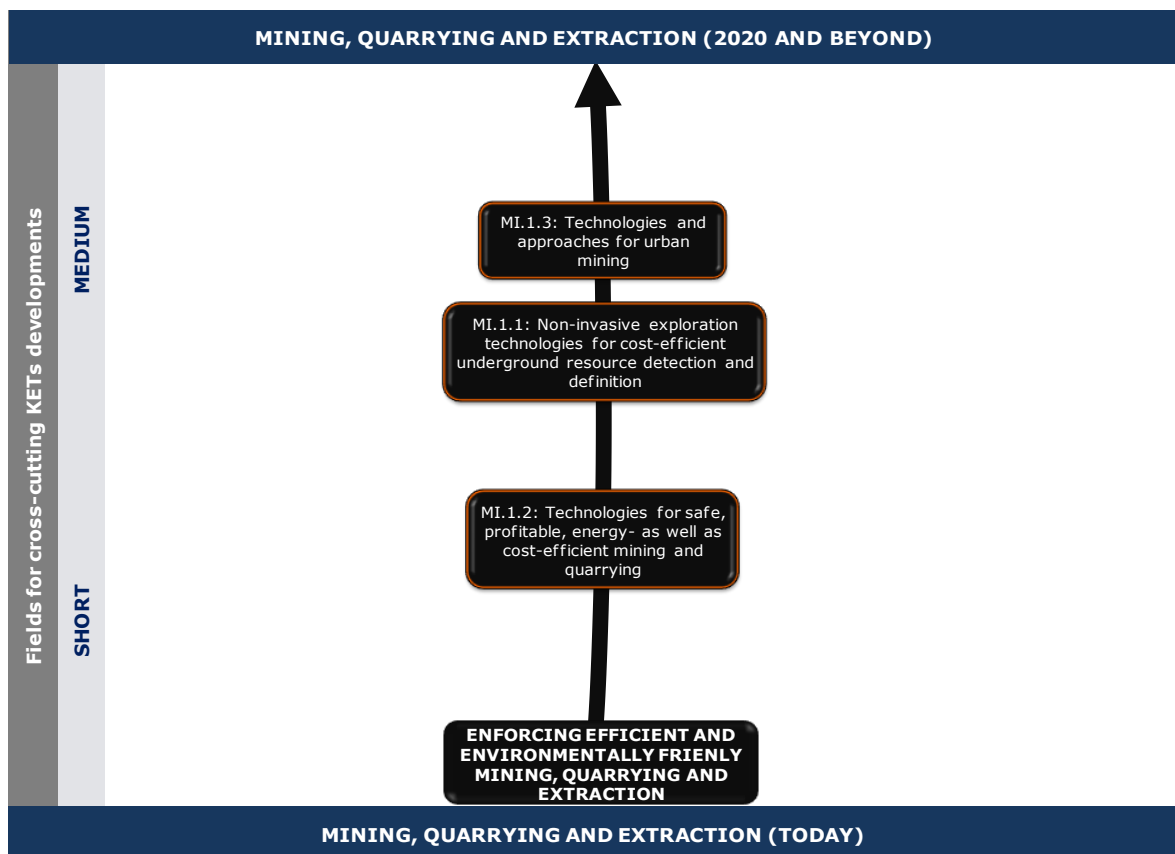 MINING, QUARRYING AND EXTRACTION (2020 AND BEYOND)
Fields for cross-cutting KETs developments
MEDIUM
SHORT
MI.1.3: Technologies and
approaches for urban
mining
MI.1.1: Non-invasive exploration
technologies for cost-efficient
underground resource detection and
definition
MI.1.2: Technologies for safe,
profitable, energy- as well as
cost-efficient mining and
quarrying
ENFORCING EFFICIENT AND
ENVIRONMENTALLY FRIENLY
MINING, QUARRYING AND
EXTRACTION
MINING, QUARRYING AND EXTRACTION (TODAY)